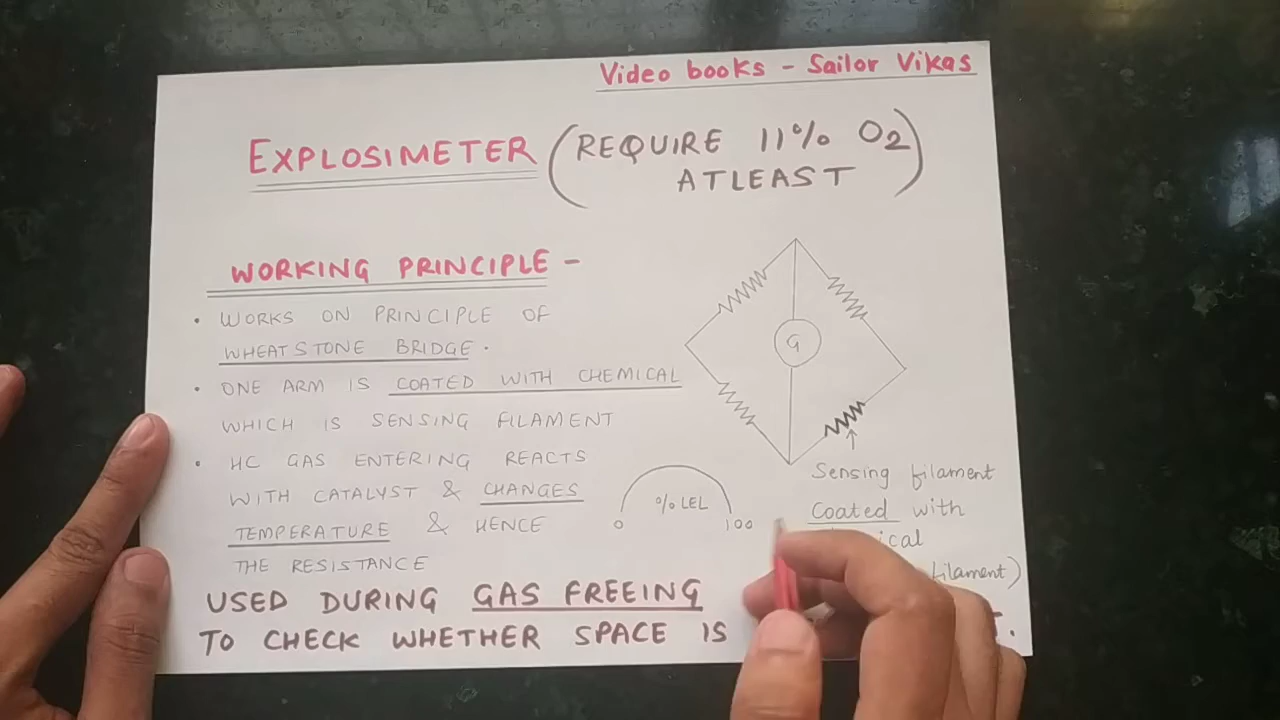 Video books - Sailor Vikas
EXPLOSIMETER (REQUIRE 11% O2
ATLEAST)
WORKING PRINCIPLE -
• WORKS ON PRINCIPLE OF
WHEATSTONE BRIDGE.
• ONE ARM IS COATED WITH CHEMICAL
WHICH IS SENSING FILAMENT
• HC GAS ENTERING REACTS
WITH CATALYST & CHANGES
TEMPERATURE & HENCE
THE RESISTANCE
USED DURING GAS FREEING
TO CHECK WHETHER SPACE IS
G
Sensing filament
Coated with
filament)
% LEL
0 100